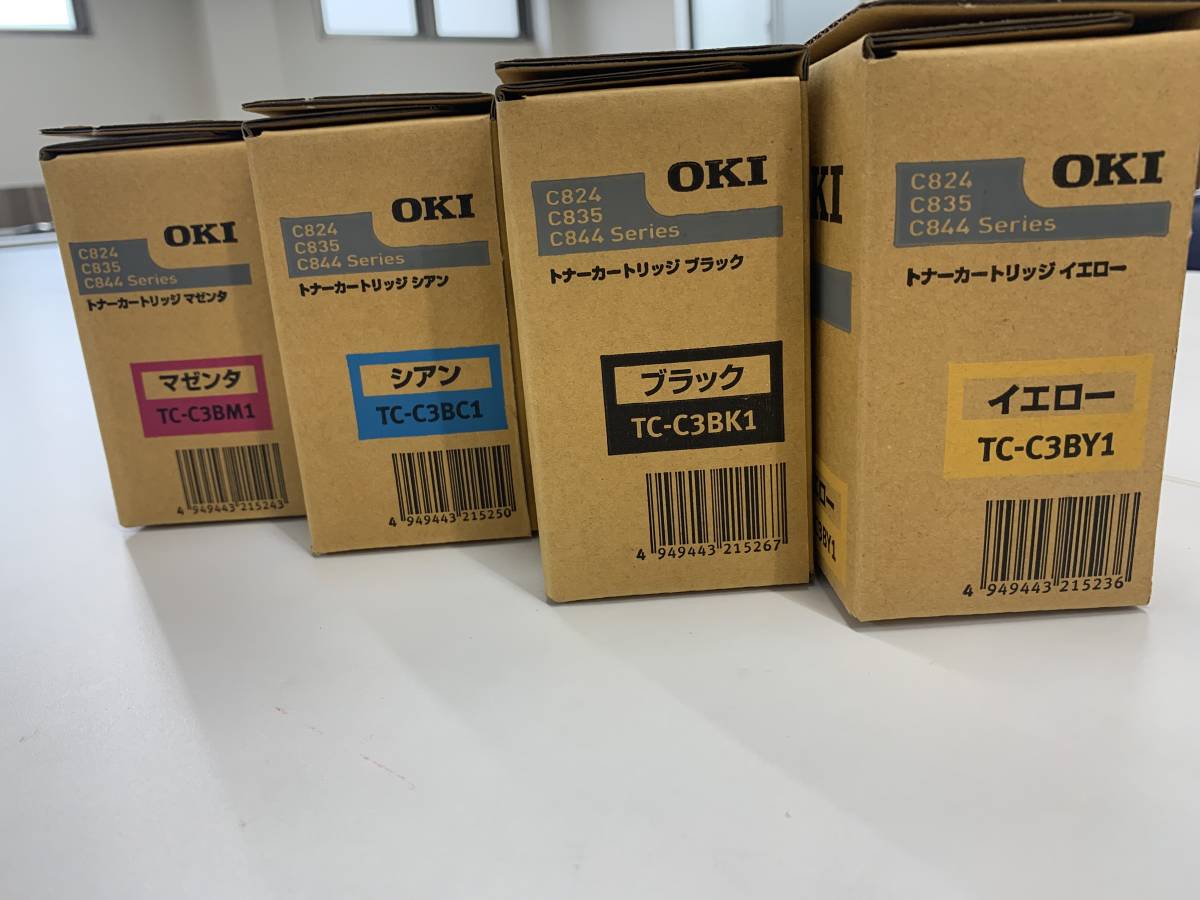 OKI
C824
C835
C844 Series
トナーカートリッジ マゼンタ
マゼンタ
TC-C3BM1
4 949443 215243
OKI
C824
C835
C844 Series
トナーカートリッジ シアン
シアン
TC-C3BC1
4 949443 215250
OKI
C824
C835
C844 Series
トナーカートリッジ ブラック
ブラック
TC-C3BK1
4 949443 215267
KI
ロー
3BY1
OKI
C824
C835
C844 Series
トナーカートリッジ イエロー
イエロー
TC-C3BY1
4 949443 215236